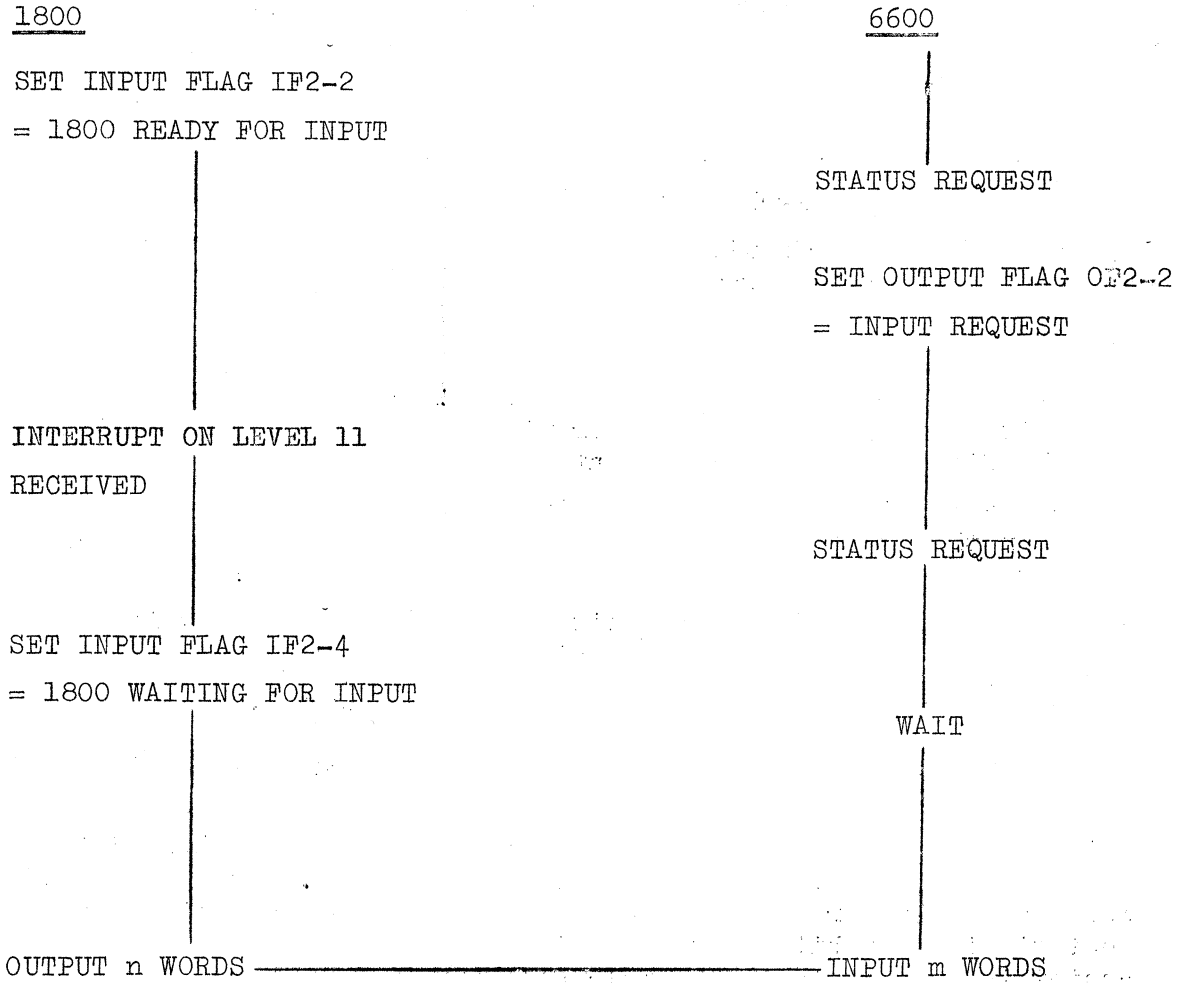 1800
SET INPUT FLAG IF2-2
= 1800 READY FOR INPUT
INTERRUPT ON LEVEL 11
RECEIVED
SET INPUT FLAG IF2-4
= 1800 WAITING FOR INPUT
OUTPUT n WORDS
6600
STATUS REQUEST
SET OUTPUT FLAG OF2-2
= INPUT REQUEST
STATUS REQUEST
WAIT
INPUT m WORDS